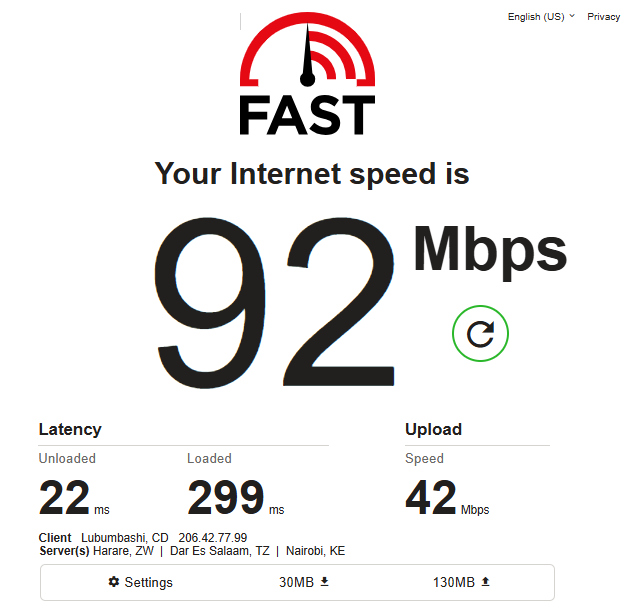 English (US) Privacy
FAST
Your Internet speed is
92 Mbps
Latency Upload
Unloaded Loaded Speed
22 ms 299 ms 42 Mbps
Client Lubumbashi, CD 206.42.77.99
Server(s) Harare, ZW | Dar Es Salaam, TZ | Nairobi, KE
Settings 30MB 130MB